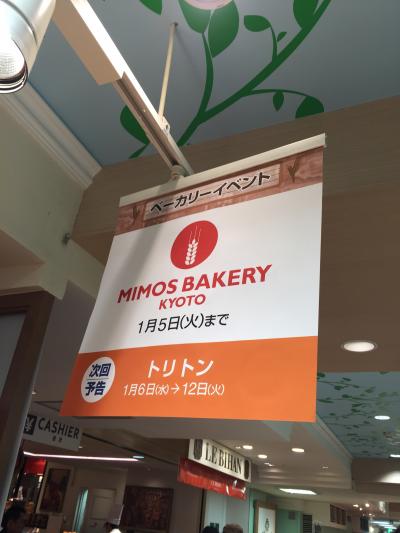 ベーカリーイベント
MIMOS BAKERY
KYOTO
1月5日(火)まで
次回
予告
トリトン
1月6日(水)→12日(火)
CASHIER
LE BIHAN